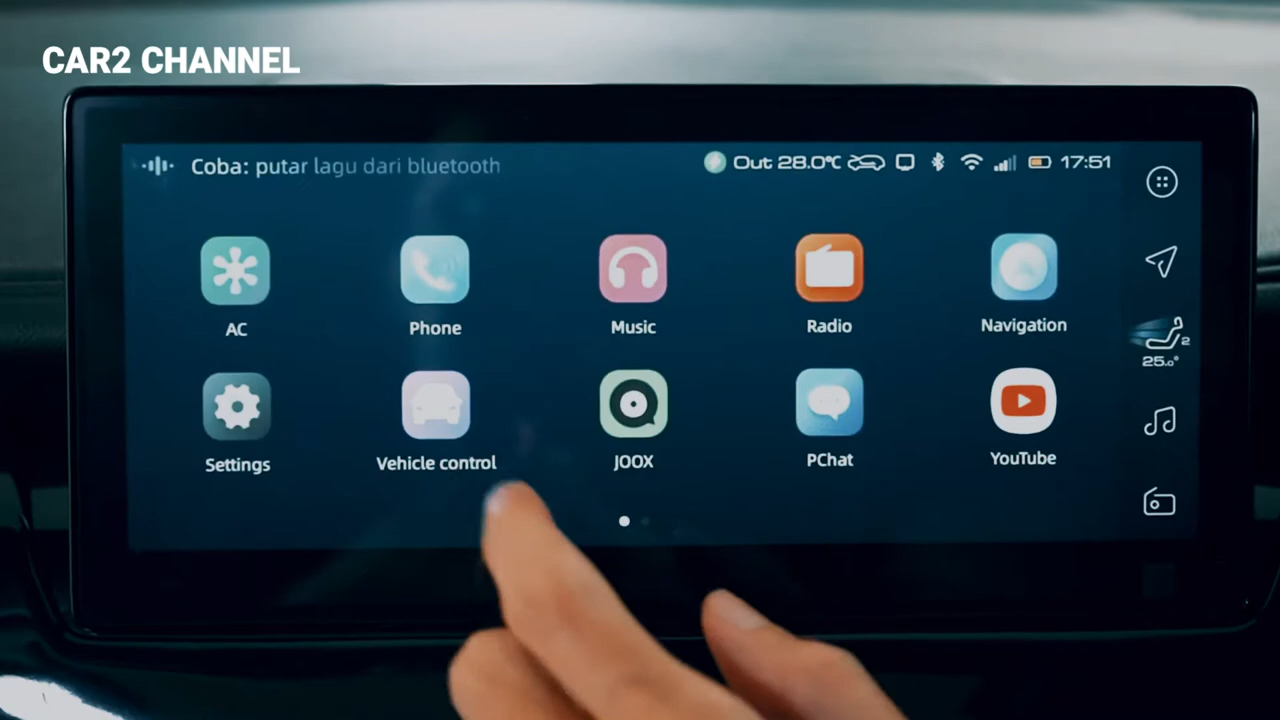 CAR2 CHANNEL
Coba: putar lagu dari bluetooth
Out 28.0°C 17:51
AC Phone Music Radio Navigation
2
25.0°
Settings Vehicle control JOOX PChat YouTube